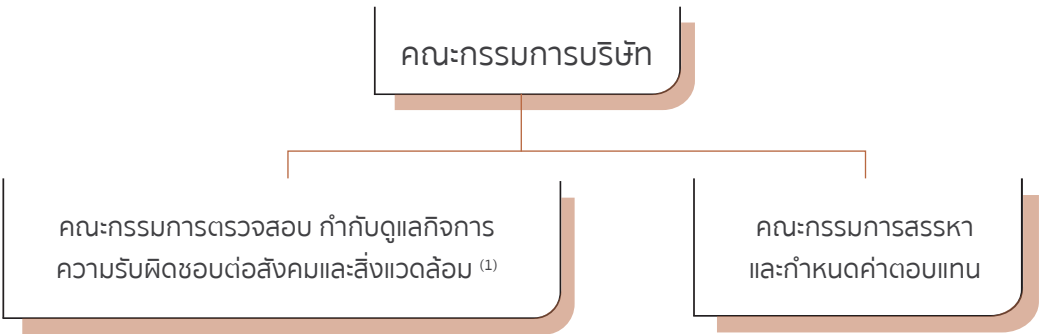 คณะกรรมการบริษัท
คณะกรรมการตรวจสอบ กำกับดูแลกิจการ
ความรับผิดชอบต่อสังคมและสิ่งแวดล้อม (1)
คณะกรรมการสรรหา
และกำหนดค่าตอบแทน